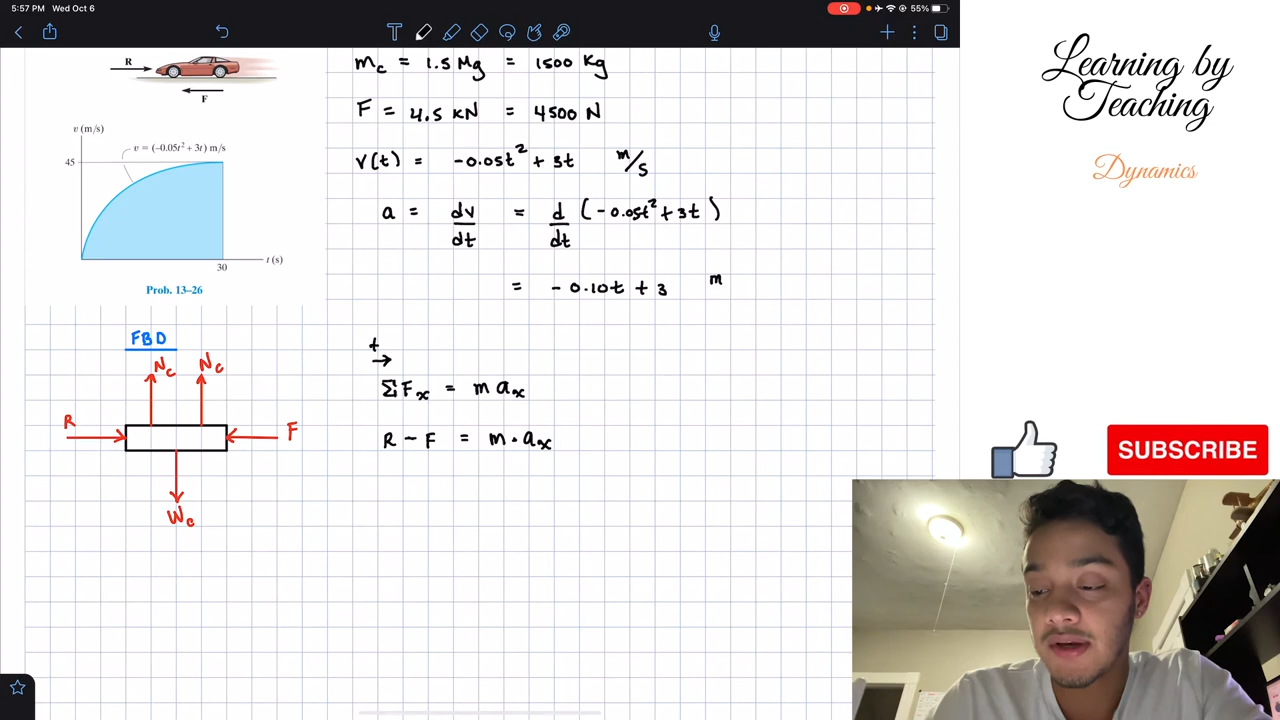 5:57 PM Wed Oct 6
55%
T
R
F
v (m/s)
v = (−0.05t² + 3t) m/s
45
30
t (s)
Prob. 13–26
mc = 1.5 Mg = 1500 Kg
F = 4.5 kN = 4500 N
v(t) = -0.05t² + 3t m/s
a = dv/dt = d/dt (-0.05t² + 3t)
= -0.10t + 3 m
FBD
Nc Nc
R
F
Wc
+
→
ΣFx = m ax
R - F = m · ax
Learning by
Teaching
Dynamics
SUBSCRIBE